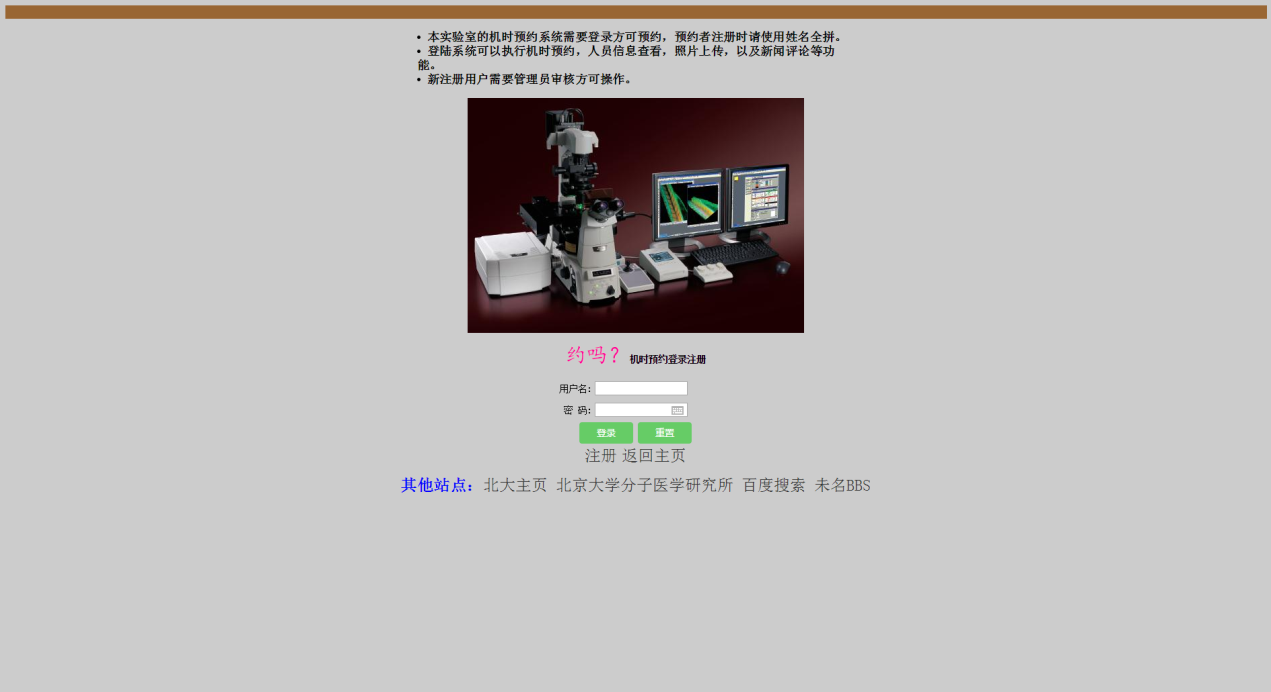 • 本实验室的机时预约系统需要登录方可预约，预约者注册时请使用姓名全拼。
• 登陆系统可以执行机时预约，人员信息查看，照片上传，以及新闻评论等功
能。
• 新注册用户需要管理员审核方可操作。
约吗？ 机时预约登录注册
用户名:
密 码:
登录 重置
注册 返回主页
其他站点：北大主页 北京大学分子医学研究所 百度搜索 未名BBS